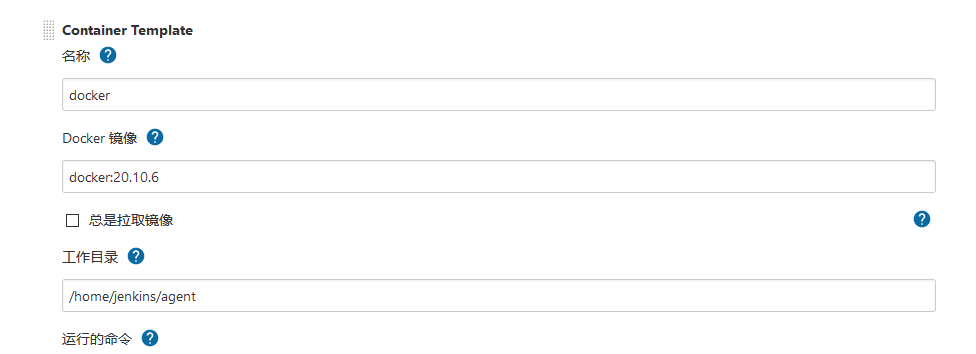 Container Template
名称 ?
docker
Docker 镜像 ?
docker:20.10.6
总是拉取镜像 ?
工作目录 ?
/home/jenkins/agent
运行的命令 ?